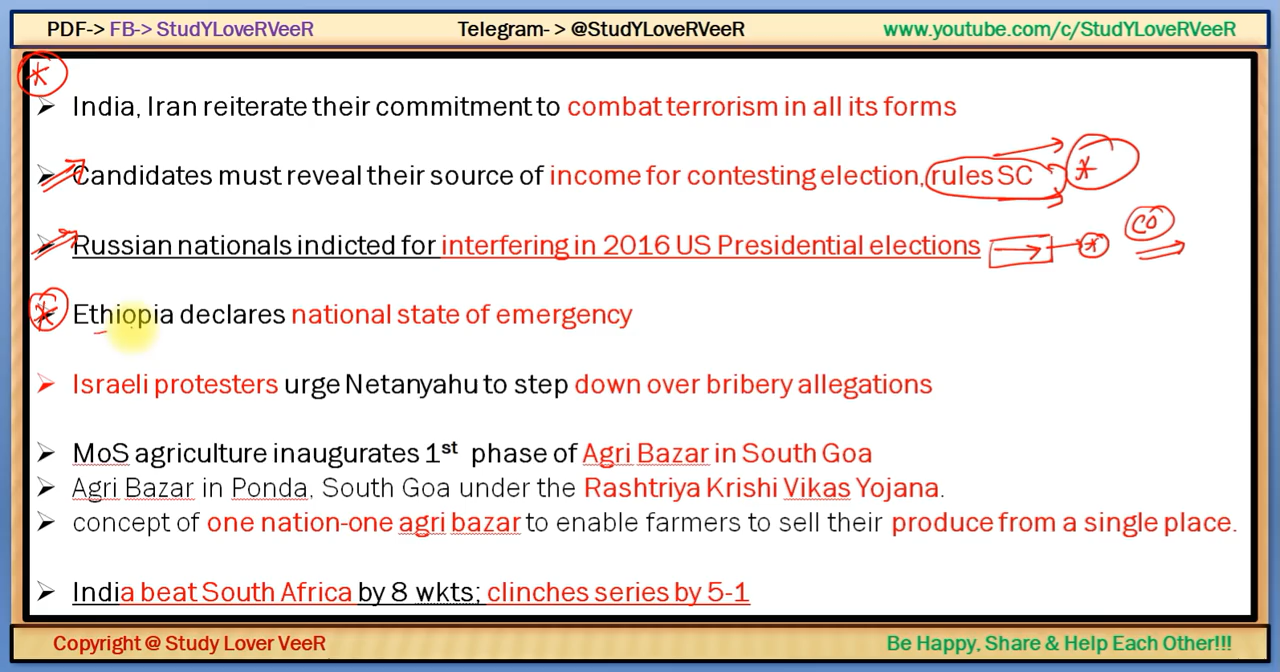 PDF-> FB-> StudYLoveRVeeR Telegram- > @StudYLoveRVeeR www.youtube.com/c/StudYLoveRVeeR
India, Iran reiterate their commitment to combat terrorism in all its forms
Candidates must reveal their source of income for contesting election, rules SC
Russian nationals indicted for interfering in 2016 US Presidential elections
Ethiopia declares national state of emergency
Israeli protesters urge Netanyahu to step down over bribery allegations
MoS agriculture inaugurates 1st phase of Agri Bazar in South Goa
Agri Bazar in Ponda, South Goa under the Rashtriya Krishi Vikas Yojana.
concept of one nation-one agri bazar to enable farmers to sell their produce from a single place.
India beat South Africa by 8 wkts; clinches series by 5-1
Copyright @ Study Lover VeeR Be Happy, Share & Help Each Other!!!